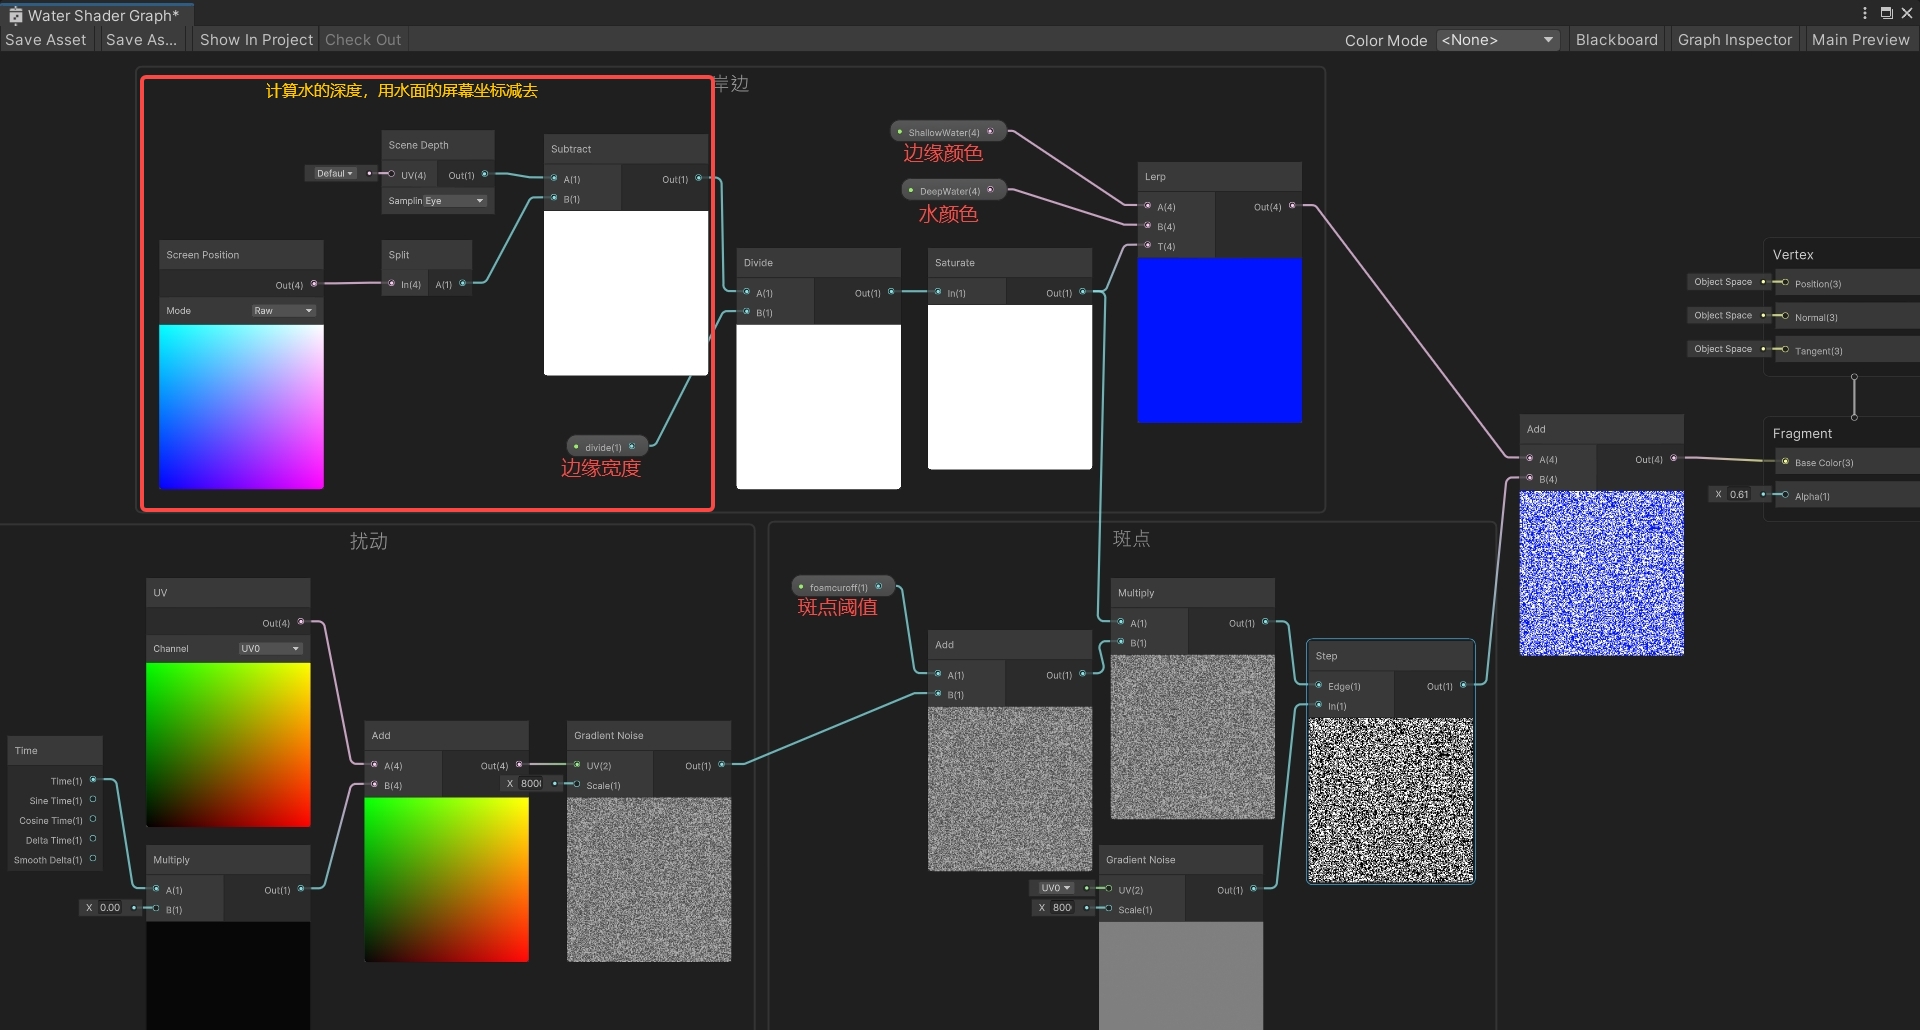 Water Shader Graph*
Save Asset
Save As...
Show In Project
Check Out
Color Mode
<None>
Blackboard
Graph Inspector
Main Preview
计算水的深度，用水面的屏幕坐标减去
岸边
Scene Depth
Defaul
UV(4)
Out(1)
Samplin
Eye
Subtract
A(1)
Out(1)
B(1)
Screen Position
Out(4)
Mode
Raw
Split
In(4)
A(1)
divide(1)
边缘宽度
Divide
A(1)
Out(1)
B(1)
Saturate
In(1)
Out(1)
ShallowWater(4)
边缘颜色
DeepWater(4)
水颜色
Lerp
A(4)
Out(4)
B(4)
T(4)
Vertex
Object Space
Position(3)
Object Space
Normal(3)
Object Space
Tangent(3)
Fragment
Base Color(3)
X 0.61
Alpha(1)
Add
A(4)
Out(4)
B(4)
扰动
UV
Out(4)
Channel
UV0
Time
Time(1)
Sine Time(1)
Cosine Time(1)
Delta Time(1)
Smooth Delta(1)
Multiply
A(1)
Out(1)
X 0.00
B(1)
Add
A(4)
Out(4)
B(4)
Gradient Noise
UV(2)
Out(1)
X 800
Scale(1)
斑点
foamcuroff(1)
斑点阈值
Add
A(1)
Out(1)
B(1)
Multiply
A(1)
Out(1)
B(1)
Gradient Noise
UV0
UV(2)
Out(1)
X 800
Scale(1)
Step
Edge(1)
Out(1)
In(1)